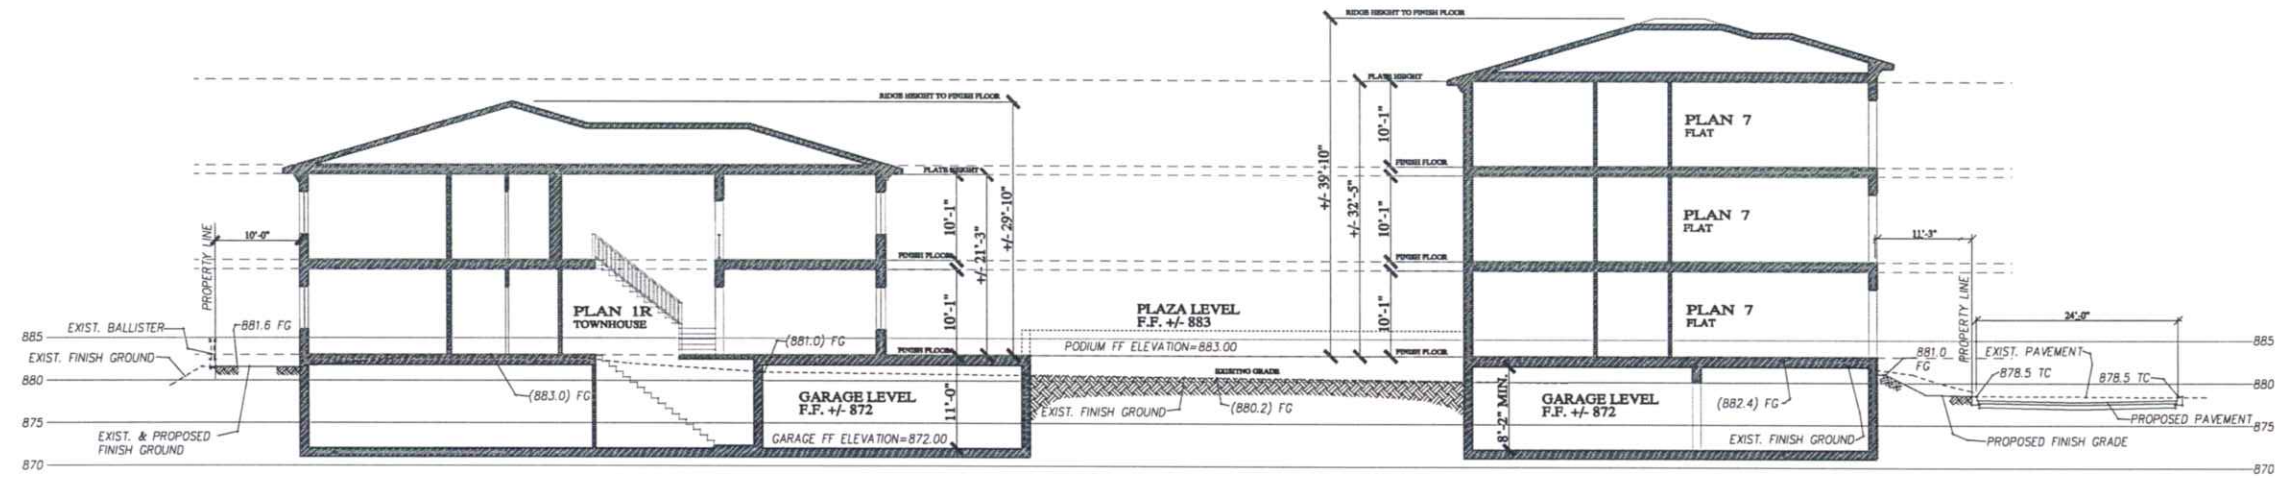 RIDGE HEIGHT TO FINISH FLOOR
RIDGE HEIGHT TO FINISH FLOOR
PLATE HEIGHT
PLATE HEIGHT
10'-1"
PLAN 7
FLAT
FINISH FLOOR
+/- 39'-10"
+/- 32'-5"
10'-1"
PLAN 7
FLAT
FINISH FLOOR
10'-1"
PLAN 7
FLAT
FINISH FLOOR
10'-1"
+/- 21'-3"
+/- 29'-10"
FINISH FLOOR
10'-1"
FINISH FLOOR
PROPERTY LINE
10'-0"
11'-3"
PROPERTY LINE
24'-0"
PLAN 1R
TOWNHOUSE
PLAZA LEVEL
F.F. +/- 883
PODIUM FF ELEVATION=883.00
EXIST. BALLISTER
881.6 FG
(881.0) FG
885
885
EXIST. FINISH GROUND
881.0
FG
EXIST. PAVEMENT
878.5 TC
878.5 TC
880
880
EXISTING GRADE
(883.0) FG
GARAGE LEVEL
F.F. +/- 872
11'-0"
EXIST. FINISH GROUND
(880.2) FG
8'-2" MIN.
GARAGE LEVEL
F.F. +/- 872
(882.4) FG
PROPOSED PAVEMENT
875
875
EXIST. & PROPOSED
FINISH GROUND
GARAGE FF ELEVATION=872.00
EXIST. FINISH GROUND
PROPOSED FINISH GRADE
870
870